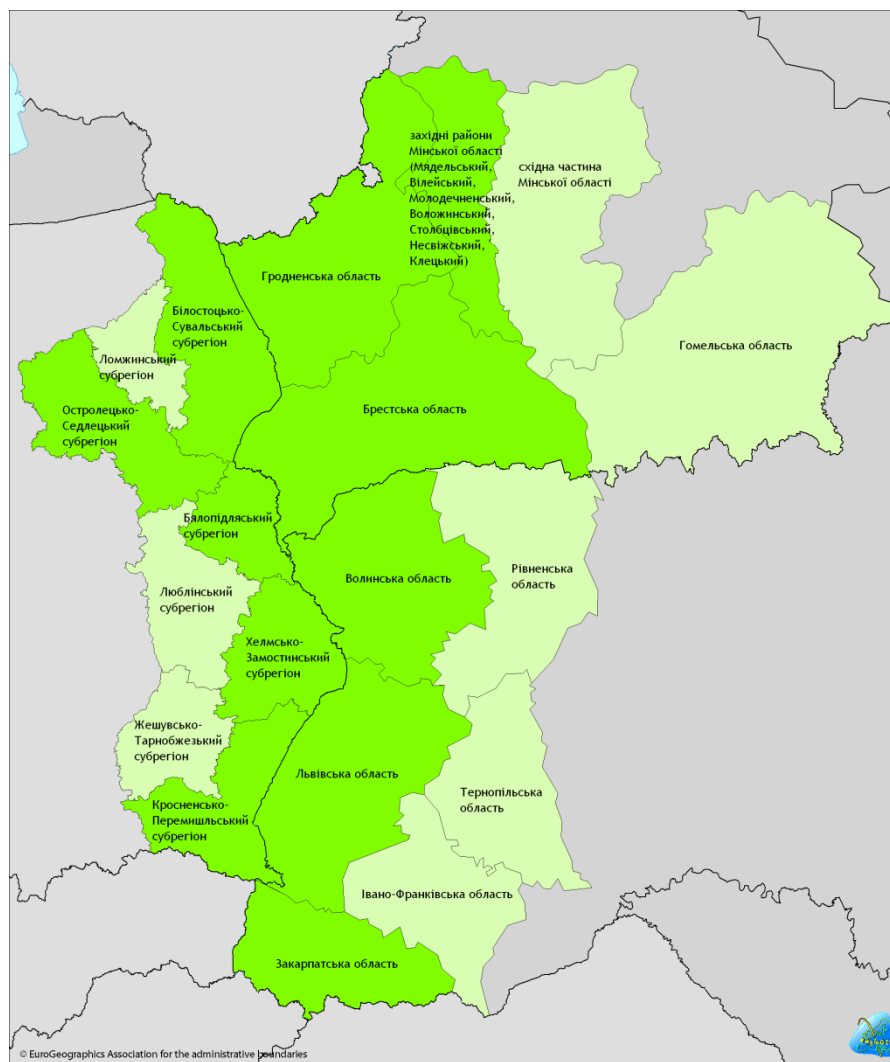 західні райони
Мінської області
(Мядельський,
Вілейський,
Молодечненський,
Воложинський,
Столбцівський,
Несвіжський,
Клецький)
східна частина
Мінської області
Гродненська область
Білостоцько-
Сувальський
субрегіон
Ломжинський
субрегіон
Гомельська область
Остролецько-
Седлецький
субрегіон
Брестська область
Бялопідляський
субрегіон
Волинська область
Рівненська
область
Люблінський
субрегіон
Хелмсько-
Замостинський
субрегіон
Жешувсько-
Тарнобжезький
субрегіон
Львівська область
Тернопільська
область
Кросненсько-
Перемишльський
субрегіон
Івано-Франківська область
Закарпатська область
© EuroGeographics Association for the administrative boundaries